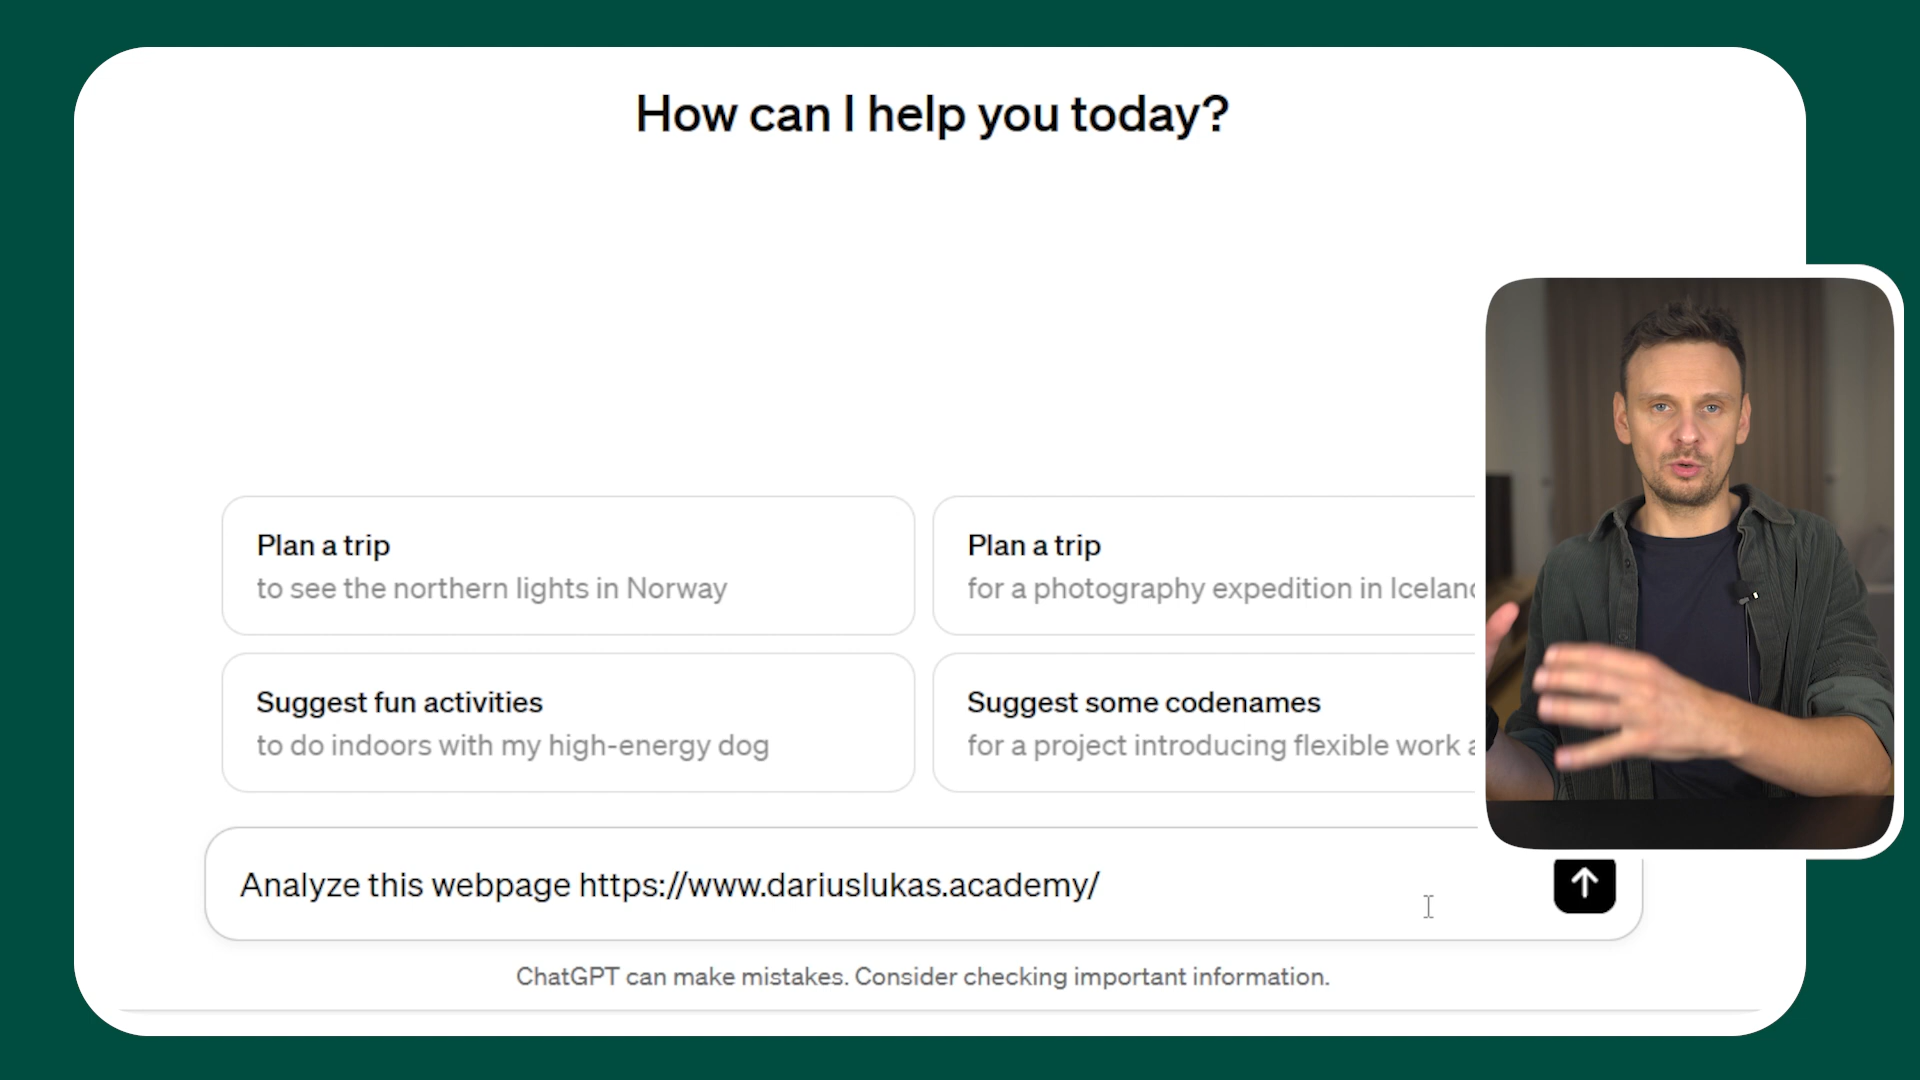 How can I help you today?
Plan a trip
to see the northern lights in Norway
Plan a trip
for a photography expedition in
Suggest fun activities
to do indoors with my high-energy dog
Suggest some codenames
for a project introducing flexible work
Analyze this webpage https://www.dariuslukas.academy/
ChatGPT can make mistakes. Consider checking important information.